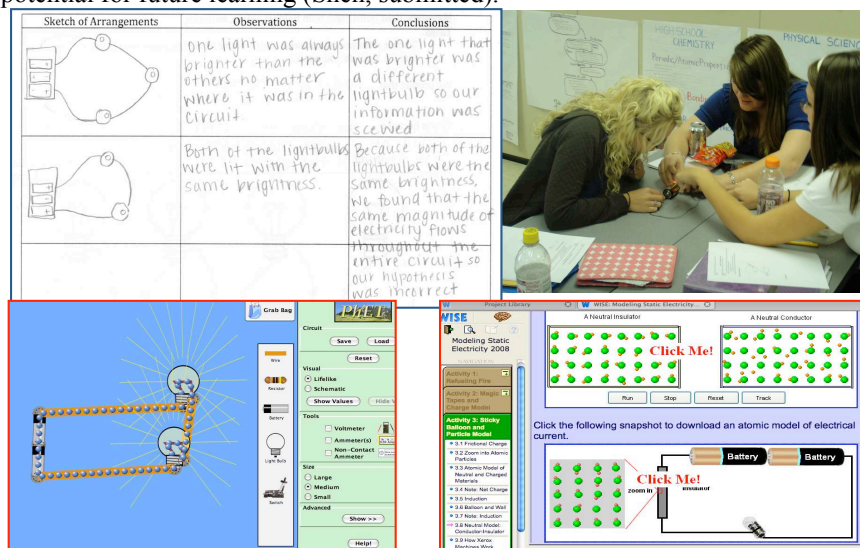 potential for future learning (Shen, submitted).
Sketch of Arrangements
Observations
Conclusions
one light was always
brighter than the
others no matter
where it was in the
circuit.
The one light that
was brighter was
a different
lightbulb so our
information was
scewed
Both of the lightbulbs
were lit with the
same brightness.
Because both of the
lightbulbs were the
same brightness,
we found that the
same magnitude of
electricity flows
throughout the
entire circuit so
our hypothesis
was incorrect
HIGH SCHOOL
CHEMISTRY
PHYSICAL SCIEN
Grab Bag
PhET
Wire
Resistor
Battery
Light Bulb
Switch
Circuit
Save
Load
Reset
Visual
Lifelike
Schematic
Show Values
Hide V
Tools
Voltmeter
Ammeter(s)
Non-Contact
Ammeter
Size
Large
Medium
Small
Advanced
Show >>
Help!
Project Library
WISE: Modeling Static Electricity...
WISE
Modeling Static
Electricity 2008
NAVIGATION
Activity 1:
Refueling Fire
Activity 2: Magic
Tapes and
Charge Model
Activity 3: Sticky
Balloon and
Particle Model
3.1 Frictional Charge
3.2 Zoom into Atomic
Particles
3.3 Atomic Model of
Neutral and Charged
Materials
3.4 Note: Net Charge
3.5 Induction
3.6 Balloon and Wall
3.7 Note: Induction
3.8 Neutral Model:
Conductor-Insulator
3.9 How Xerox
Machines Work
A Neutral Insulator
A Neutral Conductor
Click Me!
Run
Stop
Reset
Track
Click the following snapshot to download an atomic model of electrical
current.
Click Me!
zoom in
Battery
Battery